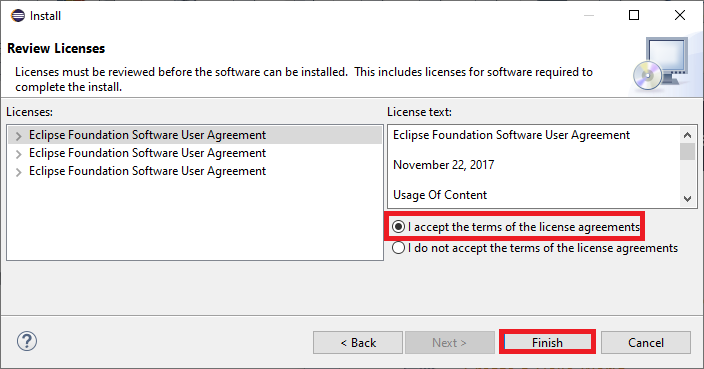 Install
Review Licenses
Licenses must be reviewed before the software can be installed.  This includes licenses for software required to
complete the install.
Licenses:
Eclipse Foundation Software User Agreement
Eclipse Foundation Software User Agreement
Eclipse Foundation Software User Agreement
License text:
Eclipse Foundation Software User Agreement
November 22, 2017
Usage Of Content
I accept the terms of the license agreements
I do not accept the terms of the license agreements
?
< Back
Next >
Finish
Cancel